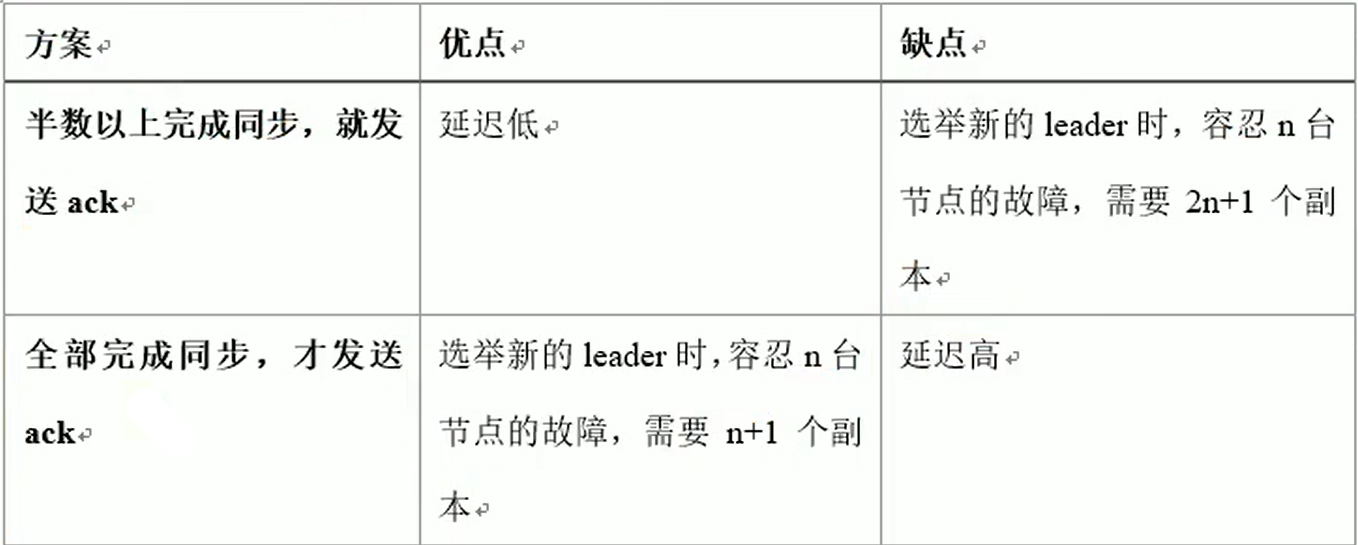 方案 优点 缺点
半数以上完成同步，就发 延迟低 选举新的 leader 时，容忍 n 台
送 ack 节点的故障，需要 2n+1 个副
本
全部完成同步，才发送 选举新的 leader 时，容忍 n 台 延迟高
ack 节点的故障，需要 n+1 个副
本